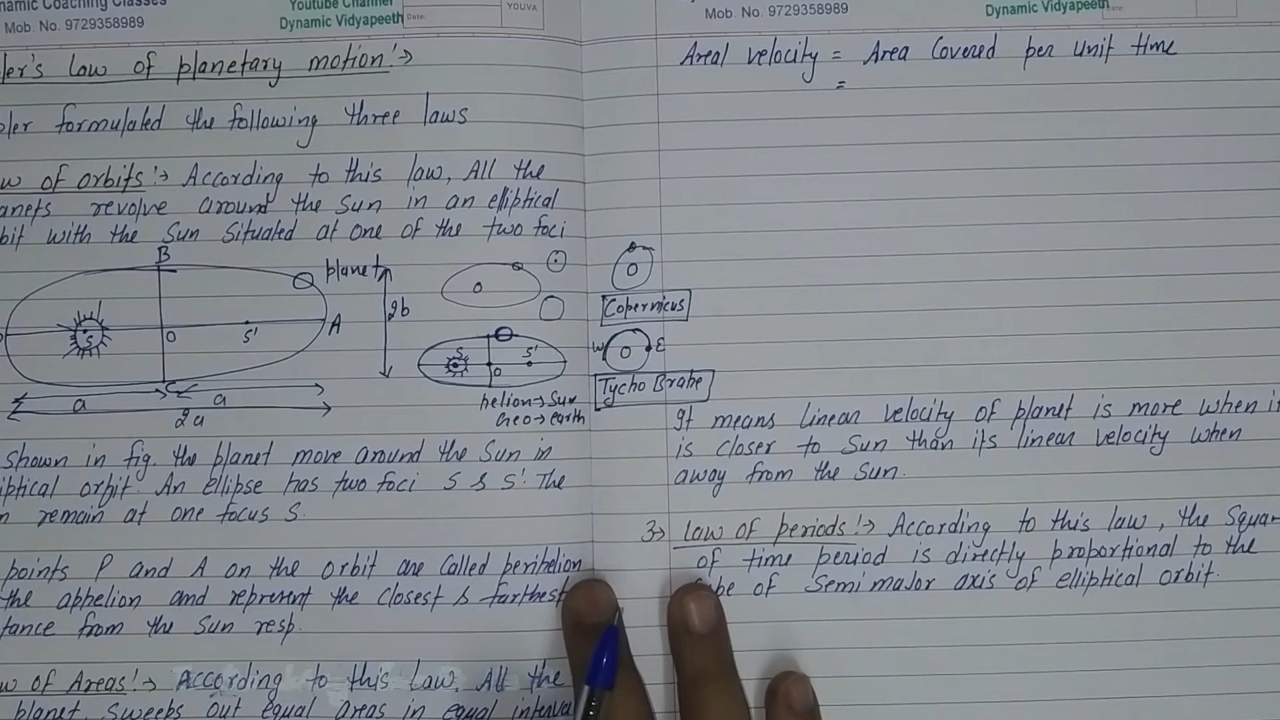 namic Coaching Classes
Mob. No. 9729358989
Youtube Channel
Dynamic Vidyapeeth
Date:
YOUVA
ler's Law of planetary motion:→
pler formulated the following three laws
w of orbits:→ According to this law, All the
anets revolve around the Sun in an elliptical
bit with the Sun Situated at one of the two foci
B
planet
A
S
O
S'
2b
C
a
a
2a
S
O
S'
helion→Sun
Geo→earth
Copernicus
W
E
Tycho Brahe
shown in fig. the planet move around the Sun in
iptical orbit. An ellipse has two foci S & S'. The
n remain at one focus S.
points P and A on the orbit are Called perihelion
the aphelion and represent the Closest & farthest
tance from the Sun resp.
w of Areas:→ According to this Law, All the
planet Sweeps Out equal areas in equal interval
Mob. No. 9729358989
Dynamic Vidyapeeth
Areal velocity = Area Covered per unit time
=
It means linear velocity of planet is more when it
is closer to Sun than its linear velocity when
away from the Sun.
3→ Law of periods:→ According to this law, the Squar
of time period is directly proportional to the
be of Semi major axis of elliptical orbit.